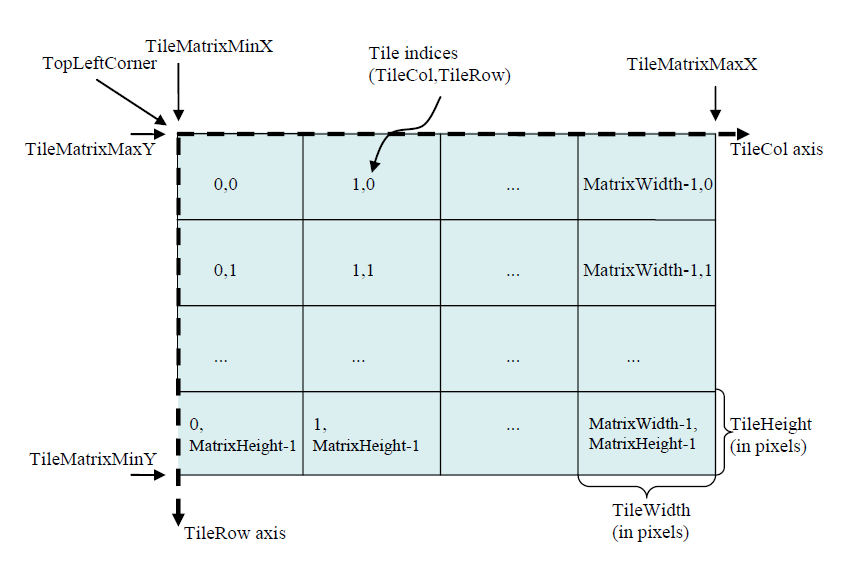 TileMatrixMinX
TopLeftCorner
Tile indices
(TileCol,TileRow)
TileMatrixMaxX
TileMatrixMaxY
TileCol axis
0,0
1,0
...
MatrixWidth-1,0
0,1
1,1
...
MatrixWidth-1,1
...
...
...
...
0,
MatrixHeight-1
1,
MatrixHeight-1
...
MatrixWidth-1,
MatrixHeight-1
TileHeight
(in pixels)
TileMatrixMinY
TileWidth
(in pixels)
TileRow axis